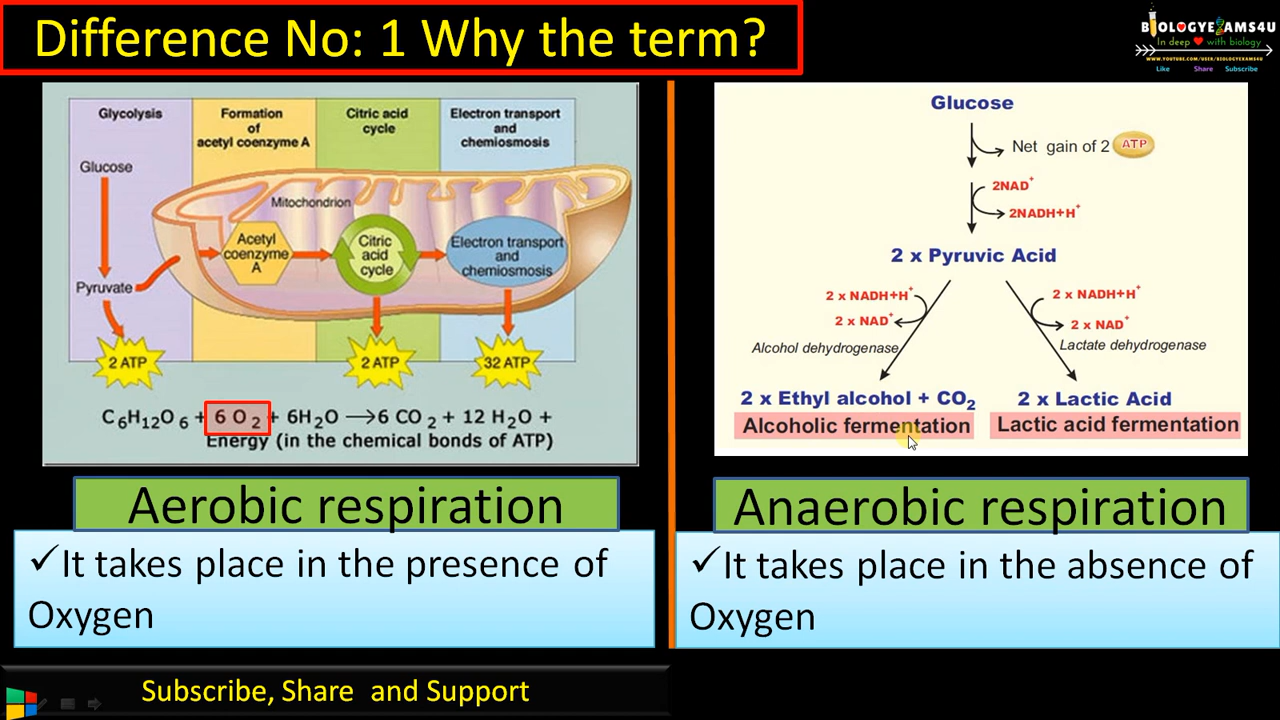 Difference No: 1 Why the term?
BIOLOGYEXAMS4U
In deep with biology
WWW.YOUTUBE.COM/USER/BIOLOGYEXAMS4U
Like Share Subscribe
Glycolysis
Formation
of
acetyl coenzyme A
Citric acid
cycle
Electron transport
and
chemiosmosis
Glucose
Mitochondrion
Acetyl
coenzyme
A
Citric
acid
cycle
Electron transport
and
chemiosmosis
Pyruvate
2 ATP
2 ATP
32 ATP
C6H12O6 + 6 O2 + 6H2O → 6 CO2 + 12 H2O +
Energy (in the chemical bonds of ATP)
Glucose
Net gain of 2 ATP
2NAD+
2NADH+H+
2 x Pyruvic Acid
2 x NADH+H+
2 x NAD+
Alcohol dehydrogenase
2 x NADH+H+
2 x NAD+
Lactate dehydrogenase
2 x Ethyl alcohol + CO2
Alcoholic fermentation
2 x Lactic Acid
Lactic acid fermentation
Aerobic respiration
✓It takes place in the presence of
Oxygen
Anaerobic respiration
✓It takes place in the absence of
Oxygen
Subscribe, Share and Support